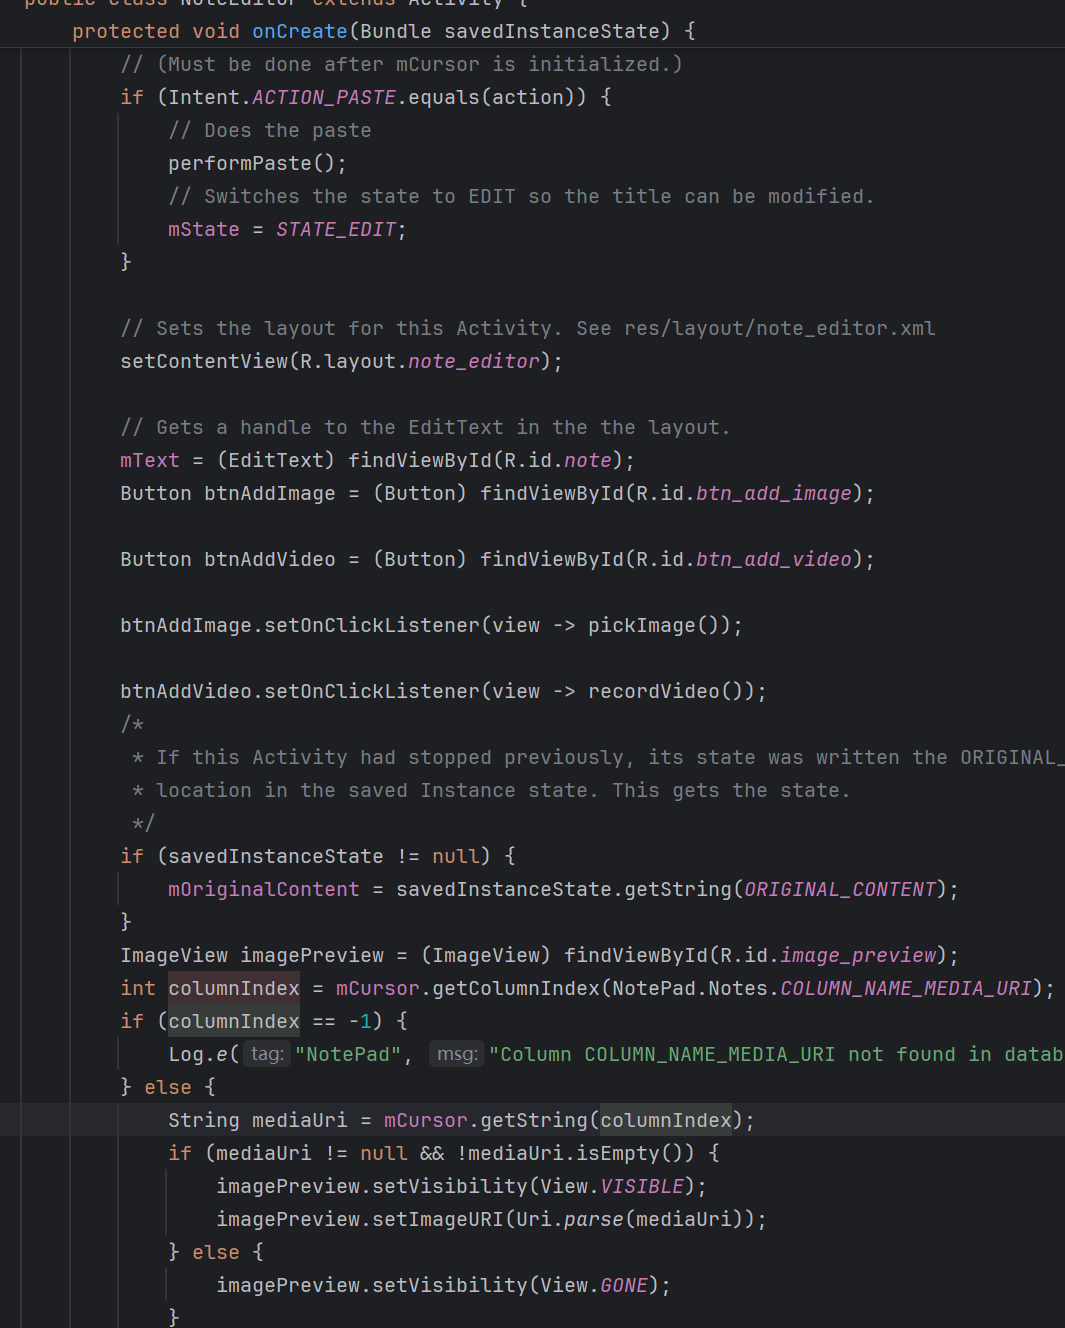 public class NoteEditor extends Activity {
protected void onCreate(Bundle savedInstanceState) {
// (Must be done after mCursor is initialized.)
if (Intent.ACTION_PASTE.equals(action)) {
// Does the paste
performPaste();
// Switches the state to EDIT so the title can be modified.
mState = STATE_EDIT;
}
// Sets the layout for this Activity. See res/layout/note_editor.xml
setContentView(R.layout.note_editor);
// Gets a handle to the EditText in the the layout.
mText = (EditText) findViewById(R.id.note);
Button btnAddImage = (Button) findViewById(R.id.btn_add_image);
Button btnAddVideo = (Button) findViewById(R.id.btn_add_video);
btnAddImage.setOnClickListener(view -> pickImage());
btnAddVideo.setOnClickListener(view -> recordVideo());
/*
* If this Activity had stopped previously, its state was written the ORIGINAL_
* location in the saved Instance state. This gets the state.
*/
if (savedInstanceState != null) {
mOriginalContent = savedInstanceState.getString(ORIGINAL_CONTENT);
}
ImageView imagePreview = (ImageView) findViewById(R.id.image_preview);
int columnIndex = mCursor.getColumnIndex(NotePad.Notes.COLUMN_NAME_MEDIA_URI);
if (columnIndex == -1) {
Log.e( tag: "NotePad", msg: "Column COLUMN_NAME_MEDIA_URI not found in datab
} else {
String mediaUri = mCursor.getString(columnIndex);
if (mediaUri != null && !mediaUri.isEmpty()) {
imagePreview.setVisibility(View.VISIBLE);
imagePreview.setImageURI(Uri.parse(mediaUri));
} else {
imagePreview.setVisibility(View.GONE);
}